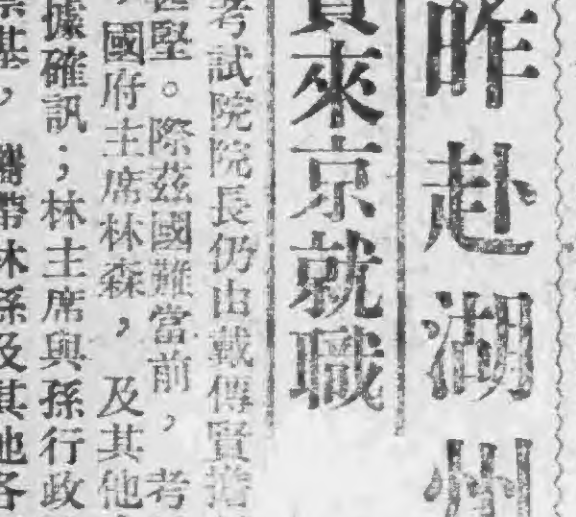 昨赴湖州
來京就職
考試院院長仍由戴傳賢
堅。際茲國難當前，考
國府主席林森，及其他
據確訊；林主席與孫行政
林孫及其他各